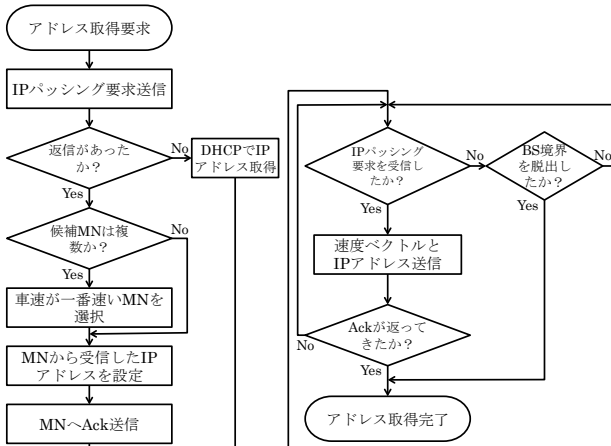 アドレス取得要求
IPパッシング要求送信
返信があった
か？
No
Yes
DHCPでIP
アドレス取得
候補MNは複
数か？
No
Yes
車速が一番速いMNを
選択
MNから受信したIP
アドレスを設定
MNへAck送信
IPパッシング
要求を受信し
たか？
No
Yes
BS境界
を脱出し
たか？
No
Yes
速度ベクトルと
IPアドレス送信
Ackが返って
きたか？
No
Yes
アドレス取得完了